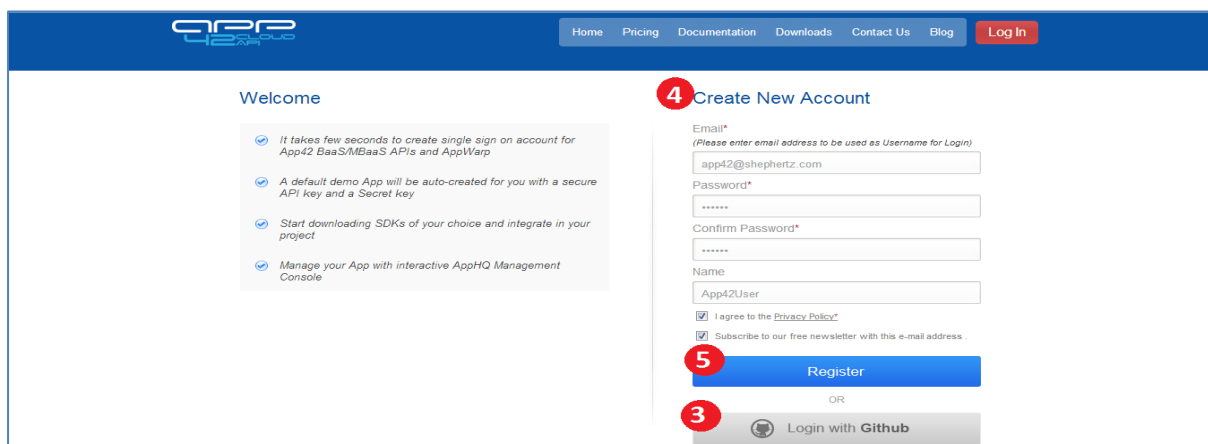 app
42 CLOUD
API
Home Pricing Documentation Downloads Contact Us Blog Log In
Welcome
It takes few seconds to create single sign on account for
App42 BaaS/MBaaS APIs and AppWarp
A default demo App will be auto-created for you with a secure
API key and a Secret key
Start downloading SDKs of your choice and integrate in your
project
Manage your App with interactive AppHQ Management
Console
4 Create New Account
Email*
(Please enter email address to be used as Username for Login)
app42@shephertz.com
Password*
••••••
Confirm Password*
••••••
Name
App42User
I agree to the Privacy Policy*
Subscribe to our free newsletter with this e-mail address .
5 Register
OR
3 Login with Github